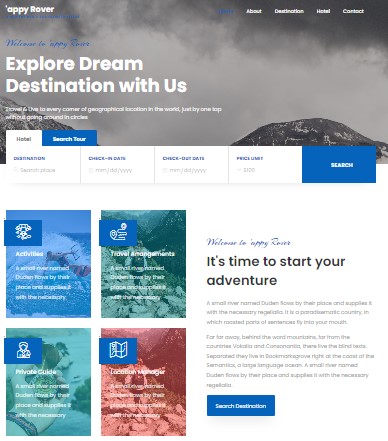 'appy Rover
About
Destination
Hotel
Contact
Welcome to 'appy Rover
Explore Dream
Destination with Us
Travel & Live to every corner of geographical location in the world, just by one tap
without going around in circles
Hotel
Search Tour
DESTINATION
CHECK-IN DATE
CHECK-OUT DATE
PRICE LIMIT
Search place
mm/dd/yyyy
mm/dd/yyyy
$100
SEARCH
Activities
A small river named
Duden flows by their
place and supplies it
with the necessary
Travel Arrangements
A small river named
Duden flows by their
place and supplies it
with the necessary
Private Guide
A small river named
Duden flows by their
place and supplies it
with the necessary
Location Manager
A small river named
Duden flows by their
place and supplies it
with the necessary
Welcome to 'appy Rover
It's time to start your
adventure
A small river named Duden flows by their place and supplies it
with the necessary regelialia. It is a paradisematic country, in
which roasted parts of sentences fly into your mouth.
Far far away, behind the word mountains, far from the
countries Vokalia and Consonantia, there live the blind texts.
Separated they live in Bookmarksgrove right at the coast of the
Semantics, a large language ocean. A small river named
Duden flows by their place and supplies it with the necessary
regelialia.
Search Destination